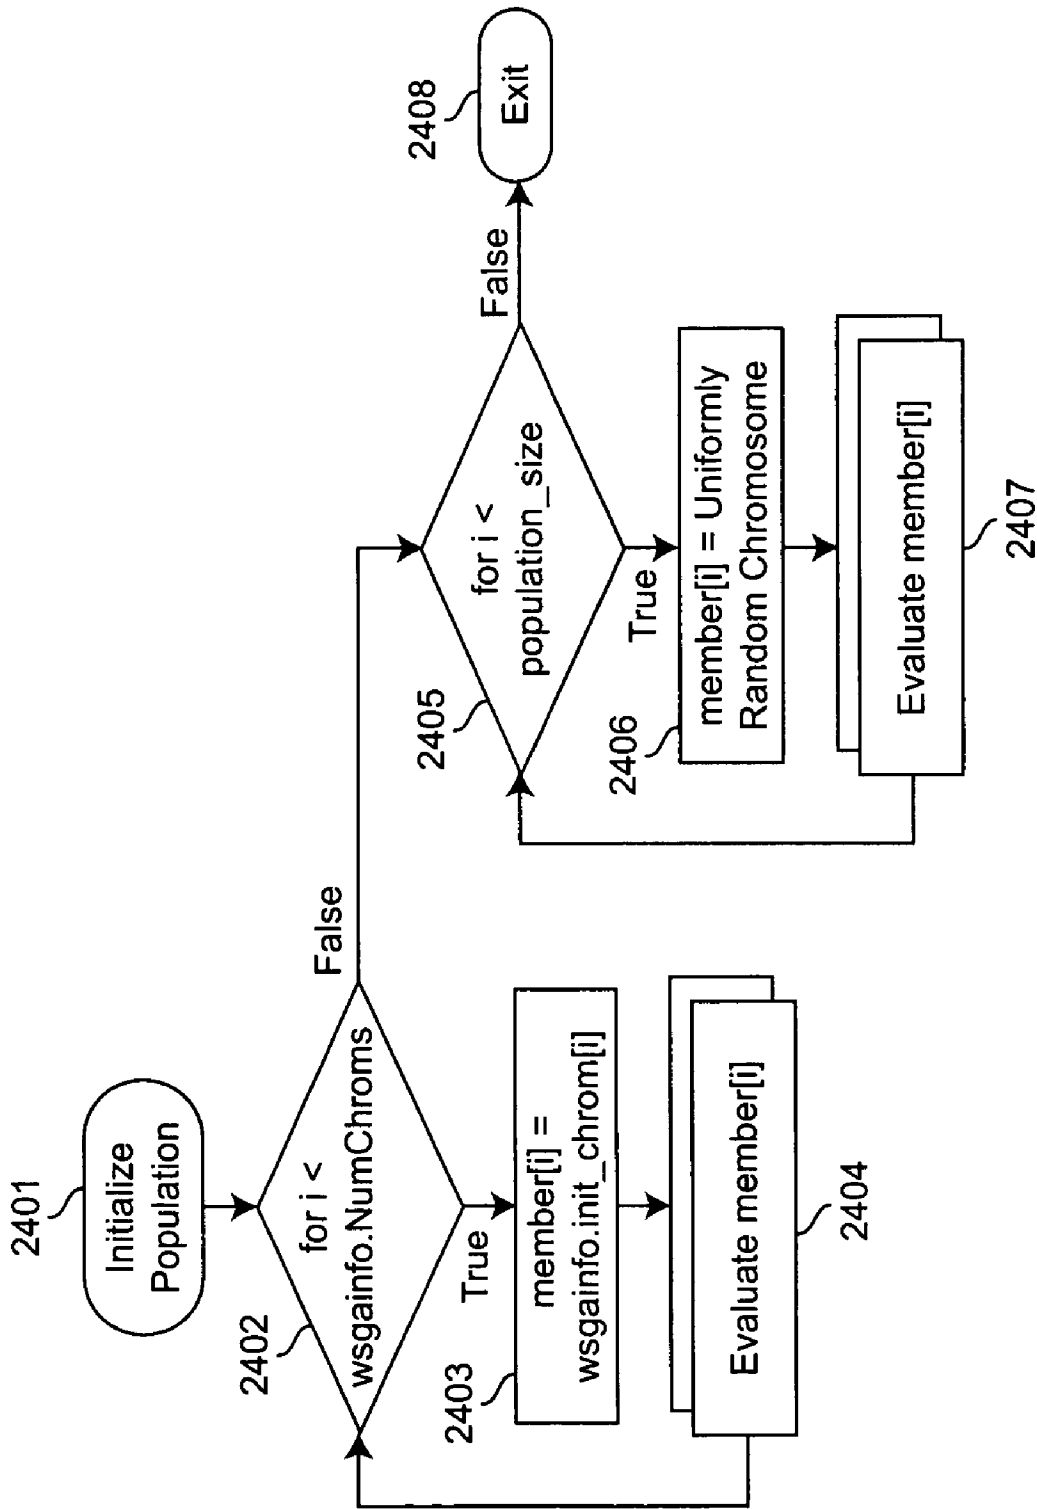 2401
Initialize
Population
2402
for i <
wsgainfo.NumChroms
False
True
2403
member[i] =
wsgainfo.init_chrom[i]
Evaluate member[i]
2404
2405
for i <
population_size
False
2408
Exit
True
2406
member[i] = Uniformly
Random Chromosome
Evaluate member[i]
2407